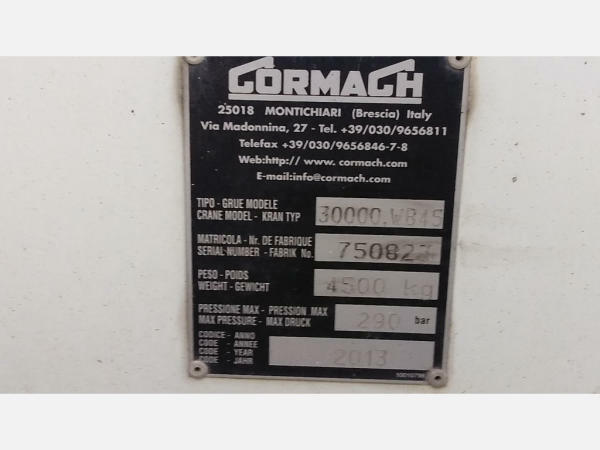 CORMACH
25018 MONTICHIARI (Brescia) Italy
Via Madonnina, 27 - Tel. +39/030/9656811
Telefax +39/030/9656846-7-8
Web:http:// www. cormach.com
E-mail:info@cormach.com
TIPO - GRUE MODELE
CRANE MODEL - KRAN TYP 30000.WB45
MATRICOLA - Nr. DE FABRIQUE
SERIAL-NUMBER - FABRIK No.
PESO - POIDS
WEIGHT - GEWICHT 4500 kg
PRESSIONE MAX - PRESSION .MAX
MAX PRESSURE - MAX DRUCK 290 bar
CODICE - ANNO
CODE - ANNEE
CODE - YEAR
CODE - JAHR 2013